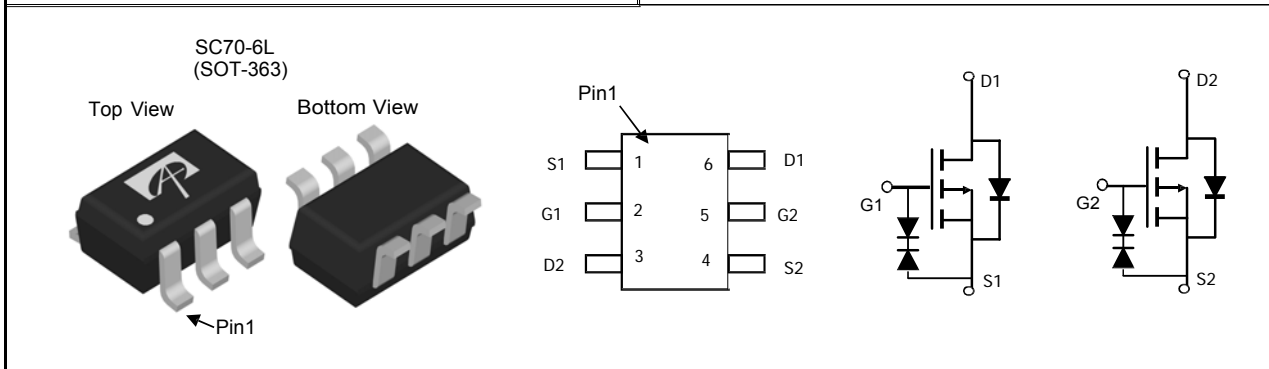 SC70-6L
(SOT-363)
Top View
Bottom View
Pin1
Pin1
S1 1 6 D1
G1 2 5 G2
D2 3 4 S2
D1
G1
S1
D2
G2
S2